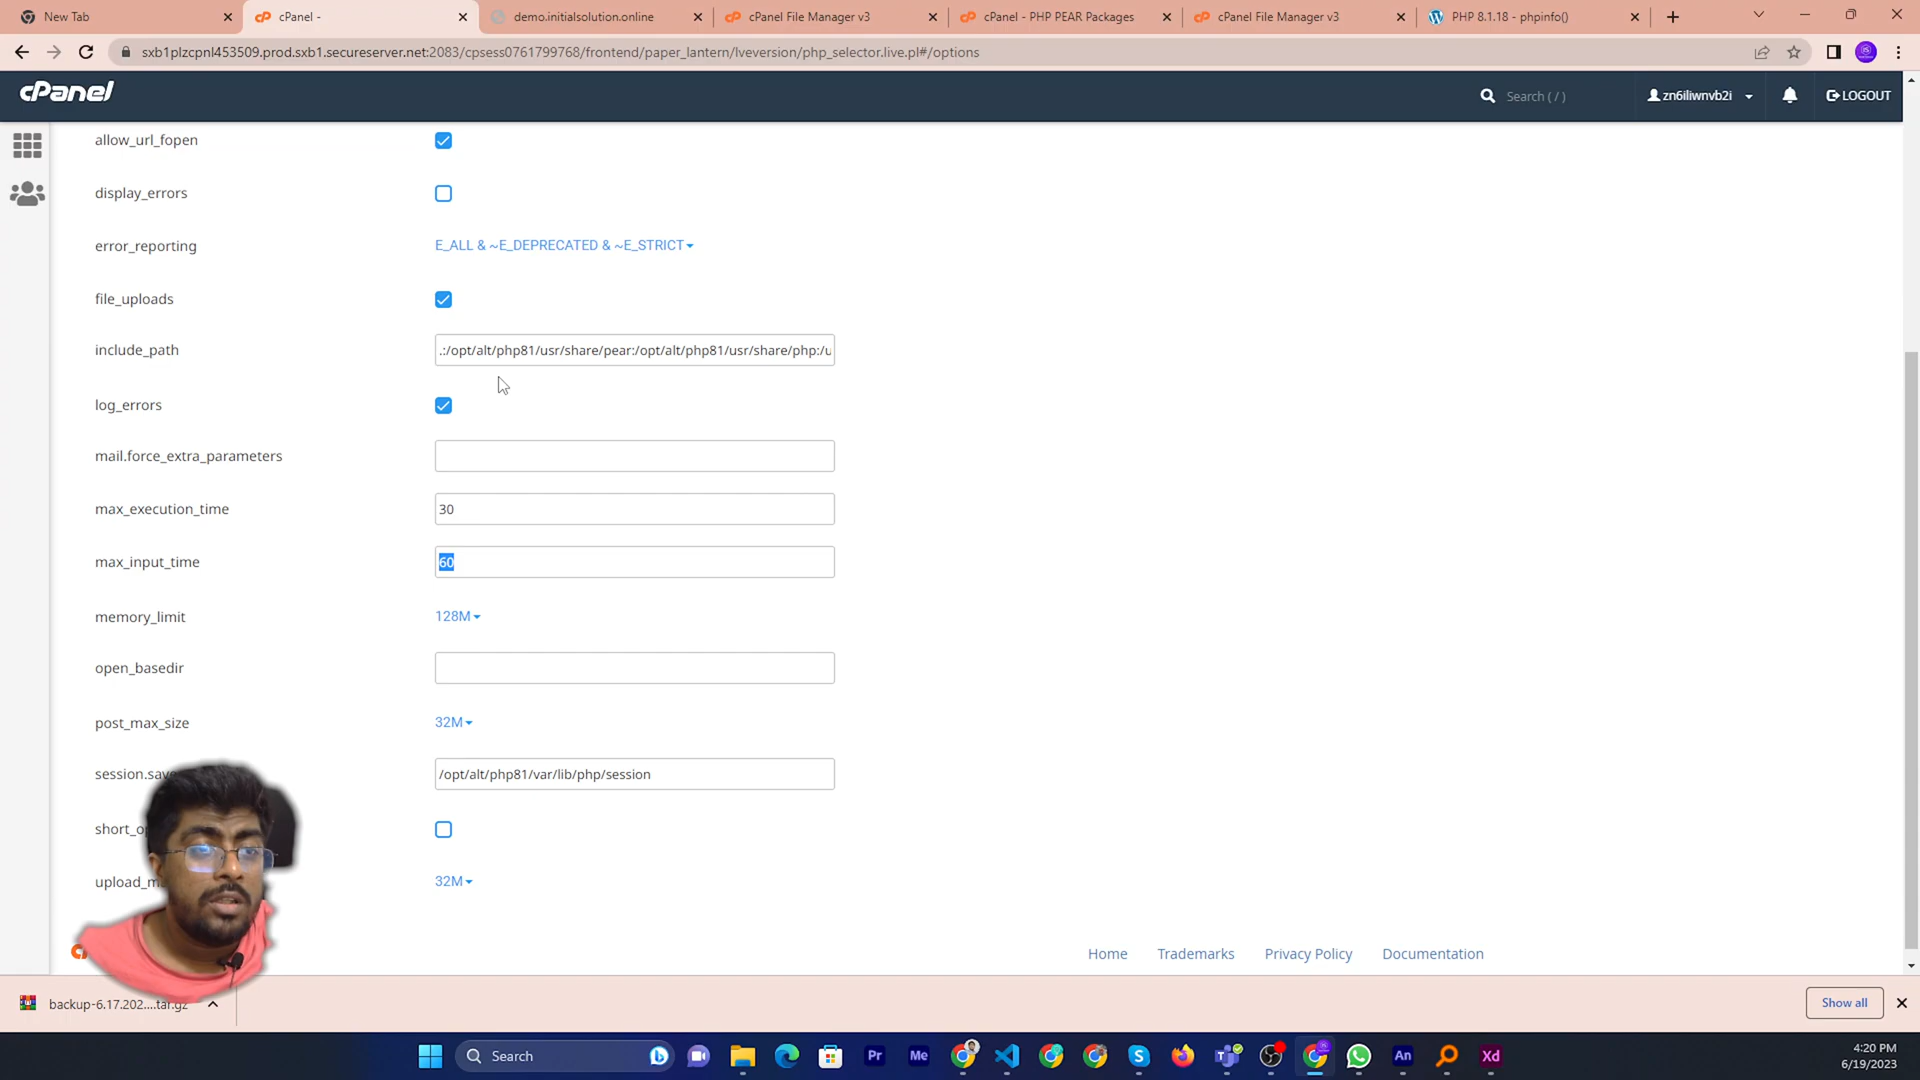 New Tab
cPanel -
demo.initialsolution.online
cPanel File Manager v3
cPanel - PHP PEAR Packages
cPanel File Manager v3
PHP 8.1.18 - phpinfo()
sxb1plzcpnl453509.prod.sxb1.secureserver.net:2083/cpsess0761799768/frontend/paper_lantern/lveversion/php_selector.live.pl#/options
cPanel
Search ( / )
zn6iliwnvb2i
LOGOUT
allow_url_fopen
display_errors
error_reporting
E_ALL & ~E_DEPRECATED & ~E_STRICT
file_uploads
include_path
.:/opt/alt/php81/usr/share/pear:/opt/alt/php81/usr/share/php:/u
log_errors
mail.force_extra_parameters
max_execution_time
30
max_input_time
60
memory_limit
128M
open_basedir
post_max_size
32M
session.sav
/opt/alt/php81/var/lib/php/session
short_o
upload_m
32M
Home
Trademarks
Privacy Policy
Documentation
backup-6.17.202....tar.gz
Show all
Search
Pr
Me
An
Xd
4:20 PM
6/19/2023